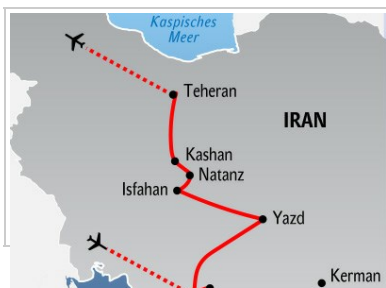 Kaspisches
Meer
Teheran
IRAN
Kashan
Natanz
Isfahan
Yazd
Kerman